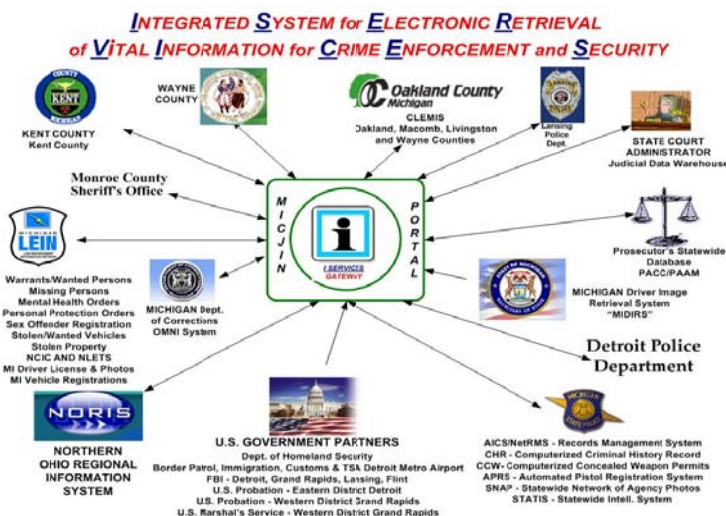 INTEGRATED SYSTEM for ELECTRONIC RETRIEVAL
of VITAL INFORMATION for CRIME ENFORCEMENT and SECURITY
COUNTY
KENT
MICHIGAN
KENT COUNTY
Kent County
WAYNE
COUNTY
Oakland County
Michigan
CLEMIS
Oakland, Macomb, Livingston
and Wayne Counties
Lansing
Police
Dept.
STATE COURT
ADMINISTRATOR
Judicial Data Warehouse
Monroe County
Sheriff's Office
MICJIN
PORTAL
i
I-SERVICES
GATEWAY
MICHIGAN
LEIN
Warrants/Wanted Persons
Missing Persons
Mental Health Orders
Personal Protection Orders
Sex Offender Registration
Stolen/Wanted Vehicles
Stolen Property
NCIC AND NLETS
MI Driver License & Photos
MI Vehicle Registrations
MICHIGAN Dept.
of Corrections
OMNI System
Prosecutor's Statewide
Database
PACC/PAAM
MICHIGAN Driver Image
Retrieval System
"MIDIRS"
Detroit Police
Department
NORIS
NORTHERN
OHIO REGIONAL
INFORMATION
SYSTEM
U.S. GOVERNMENT PARTNERS
Dept. of Homeland Security
Border Patrol, Immigration, Customs & TSA Detroit Metro Airport
FBI - Detroit, Grand Rapids, Lansing, Flint
U.S. Probation - Eastern District Detroit
U.S. Probation - Western District Grand Rapids
U.S. Marshal's Service - Western District Grand Rapids
MICHIGAN
STATE POLICE
AICS/NetRMS - Records Management System
CHR - Computerized Criminal History Record
CCW- Computerized Concealed Weapon Permits
APRS - Automated Pistol Registration System
SNAP - Statewide Network of Agency Photos
STATIS - Statewide Intell. System